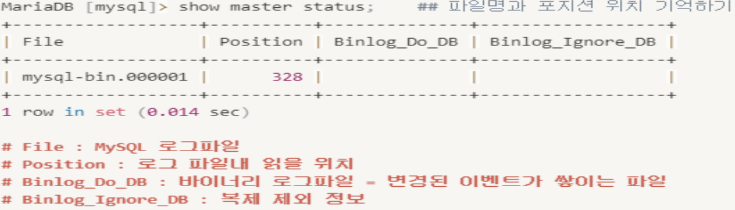 MariaDB [mysql]> show master status;    ## 파일명과 포지션 위치 기억하기
+------------------+----------+--------------+------------------+
| File             | Position | Binlog_Do_DB | Binlog_Ignore_DB |
+------------------+----------+--------------+------------------+
| mysql-bin.000001 |      328 |              |                  |
+------------------+----------+--------------+------------------+
1 row in set (0.014 sec)
# File : MySQL 로그파일
# Position : 로그 파일내 읽을 위치
# Binlog_Do_DB : 바이너리 로그파일 = 변경된 이벤트가 쌓이는 파일
# Binlog_Ignore_DB : 복제 제외 정보